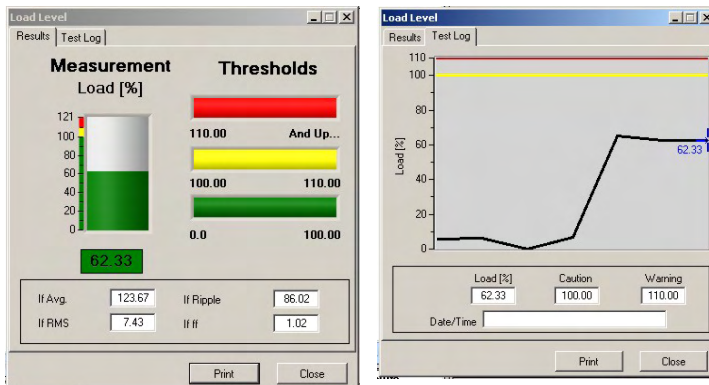 Load Level
Results Test Log
Measurement Thresholds
Load [%]
121
100
80
60
40
20
0
110.00 And Up...
100.00 110.00
0.0 100.00
62.33
If Avg. 123.67 If Ripple 86.02
If RMS 7.43 If ff 1.02
Print Close
Load Level
Results Test Log
110
100
80
60
40
20
0
Load [%]
62.33
Load [%] Caution Warning
62.33 100.00 110.00
Date/Time
Print Close